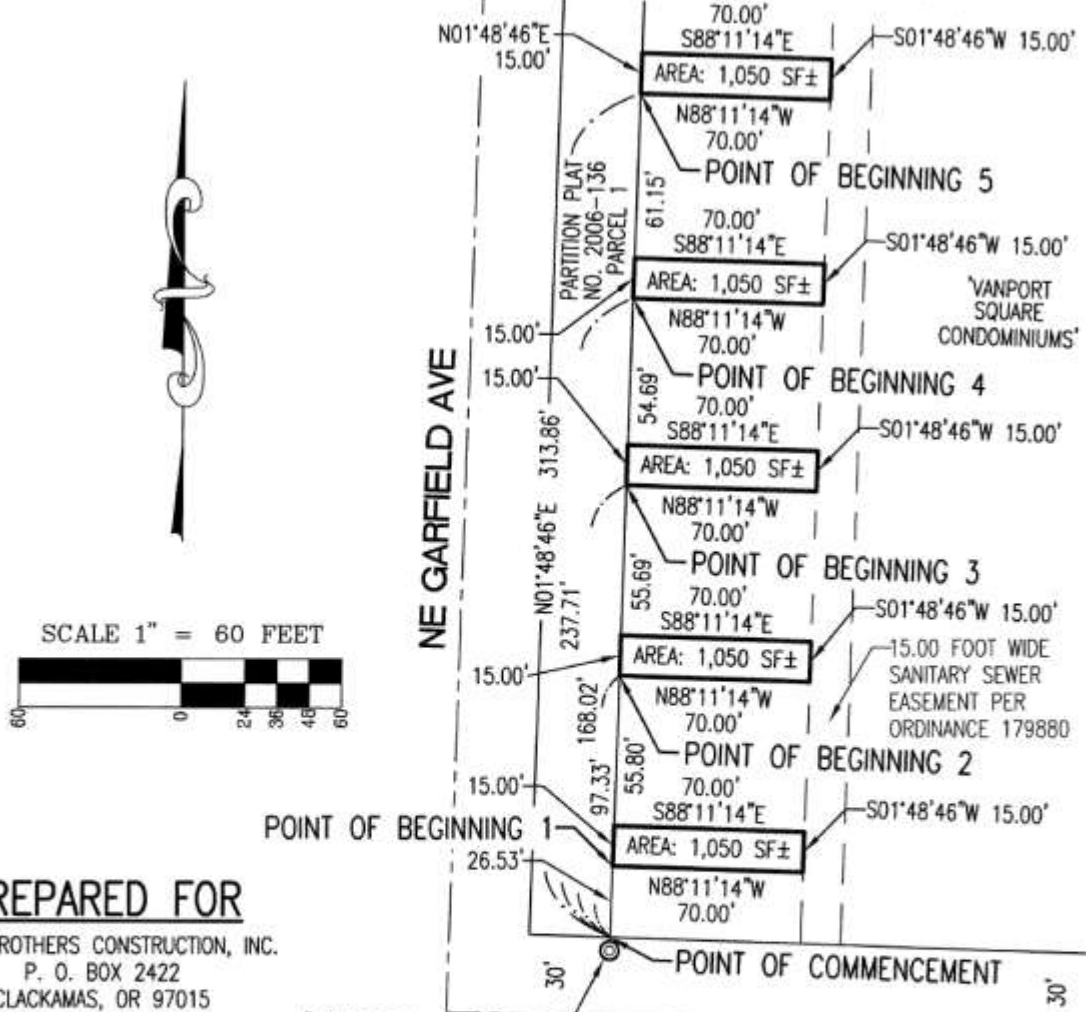 70.00'
S88°11'14"E
N01°48'46"E
15.00'
S01°48'46"W 15.00'
AREA: 1,050 SF±
N88°11'14"W
70.00'
POINT OF BEGINNING 5
PARTITION PLAT
NO. 2006-136
PARCEL 1
61.15'
70.00'
S88°11'14"E
S01°48'46"W 15.00'
AREA: 1,050 SF±
'VANPORT
SQUARE
CONDOMINIUMS'
15.00'
N88°11'14"W
70.00'
POINT OF BEGINNING 4
15.00'
54.69'
70.00'
S88°11'14"E
S01°48'46"W 15.00'
AREA: 1,050 SF±
NE GARFIELD AVE
N01°48'46"E 313.86'
237.71'
N88°11'14"W
70.00'
POINT OF BEGINNING 3
55.69'
70.00'
S88°11'14"E
S01°48'46"W 15.00'
AREA: 1,050 SF±
15.00 FOOT WIDE
SANITARY SEWER
EASEMENT PER
ORDINANCE 179880
SCALE 1" = 60 FEET
60 0 24 36 48 60
15.00'
N88°11'14"W
70.00'
168.02'
POINT OF BEGINNING 2
97.33'
55.80'
15.00'
70.00'
S88°11'14"E
S01°48'46"W 15.00'
POINT OF BEGINNING 1
AREA: 1,050 SF±
26.53'
N88°11'14"W
70.00'
REPARED FOR
ROTHERS CONSTRUCTION, INC.
P. O. BOX 2422
CLACKAMAS, OR 97015
30'
POINT OF COMMENCEMENT
30'